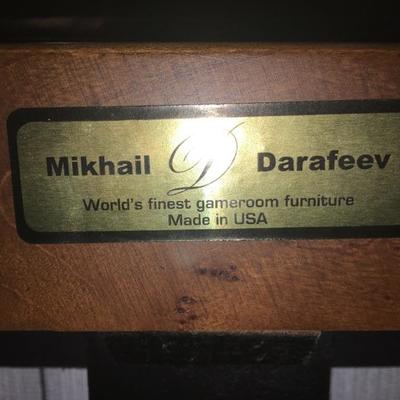 Mikhail D Darafeev
World's finest gameroom furniture
Made in USA